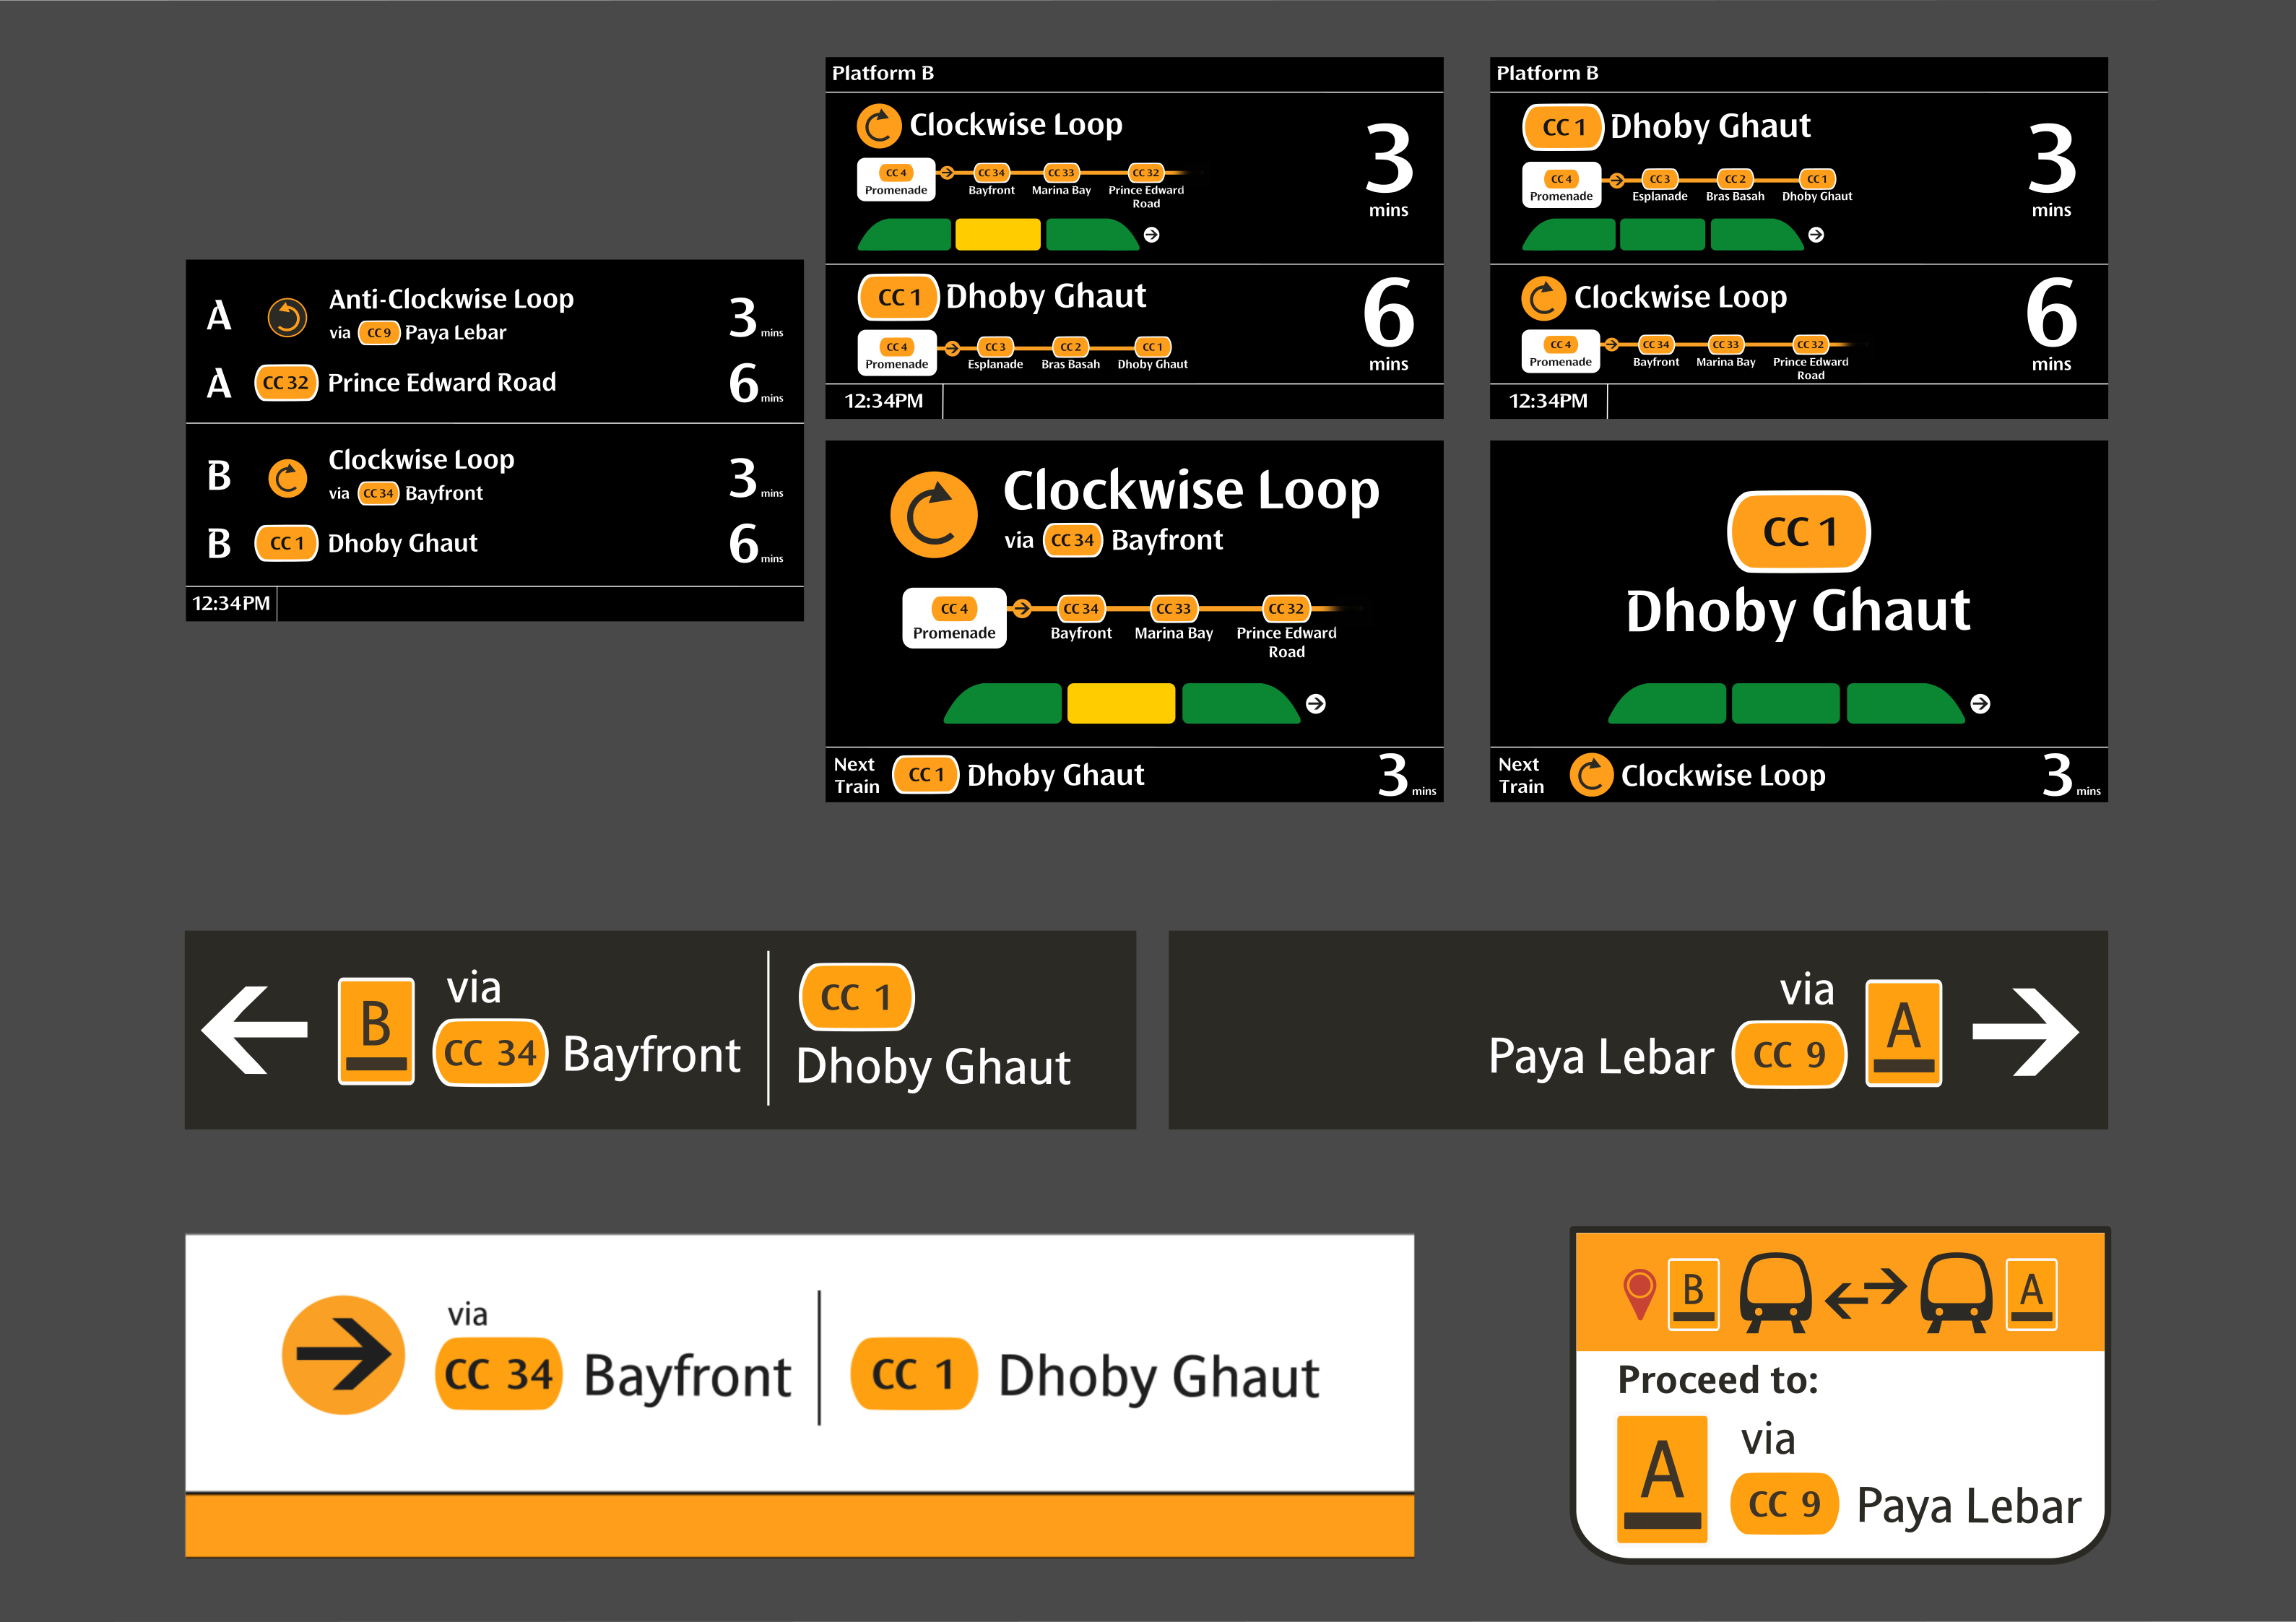 A
Anti-Clockwise Loop
via CC 9 Paya Lebar
3 mins
A CC 32 Prince Edward Road 6 mins
B
Clockwise Loop
via CC 34 Bayfront
3 mins
B CC 1 Dhoby Ghaut 6 mins
12:34PM
Platform B
Clockwise Loop
3
mins
CC 4 CC 34 CC 33 CC 32
Promenade Bayfront Marina Bay Prince Edward
Road
CC 1 Dhoby Ghaut
6
mins
CC 4 CC 3 CC 2 CC 1
Promenade Esplanade Bras Basah Dhoby Ghaut
12:34PM
Platform B
CC 1 Dhoby Ghaut
3
mins
CC 4 CC 3 CC 2 CC 1
Promenade Esplanade Bras Basah Dhoby Ghaut
Clockwise Loop
6
mins
CC 4 CC 34 CC 33 CC 32
Promenade Bayfront Marina Bay Prince Edward
Road
12:34PM
Clockwise Loop
via CC 34 Bayfront
CC 4 CC 34 CC 33 CC 32
Promenade Bayfront Marina Bay Prince Edward
Road
Next
Train
CC 1 Dhoby Ghaut 3 mins
CC 1
Dhoby Ghaut
Next
Train
Clockwise Loop 3 mins
B
via
CC 34 Bayfront
CC 1
Dhoby Ghaut
via
Paya Lebar CC 9
A
via
CC 34 Bayfront
CC 1 Dhoby Ghaut
B A
Proceed to:
A
via
CC 9 Paya Lebar